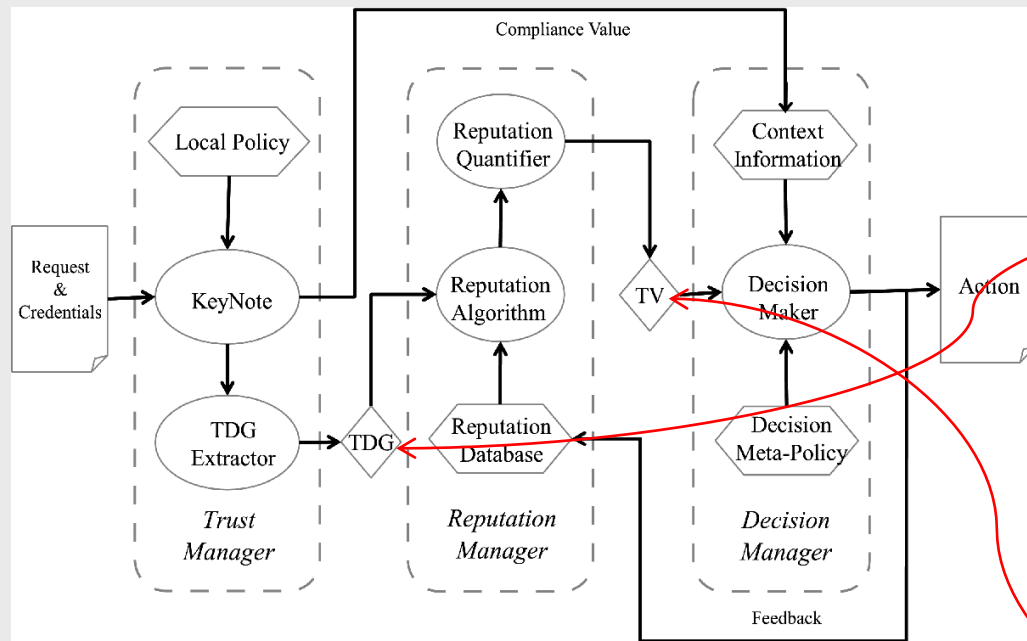 Compliance Value
Local Policy
Request
&
Credentials
KeyNote
TDG
Extractor
TDG
Trust
Manager
Reputation
Quantifier
Reputation
Algorithm
Reputation
Database
Reputation
Manager
TV
Context
Information
Decision
Maker
Decision
Meta-Policy
Decision
Manager
Action
Feedback